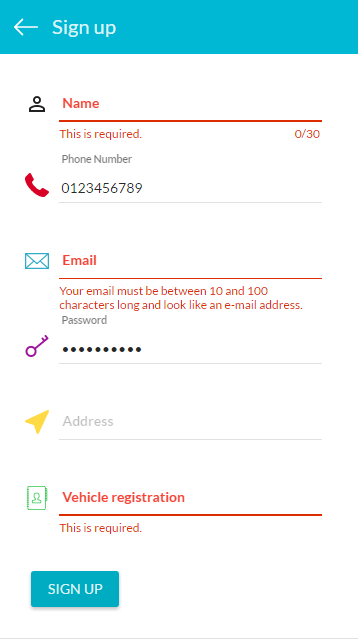 Sign up
Name
This is required. 0/30
Phone Number
0123456789
Email
Your email must be between 10 and 100
characters long and look like an e-mail address.
Password
••••••••••
Address
Vehicle registration
This is required.
SIGN UP